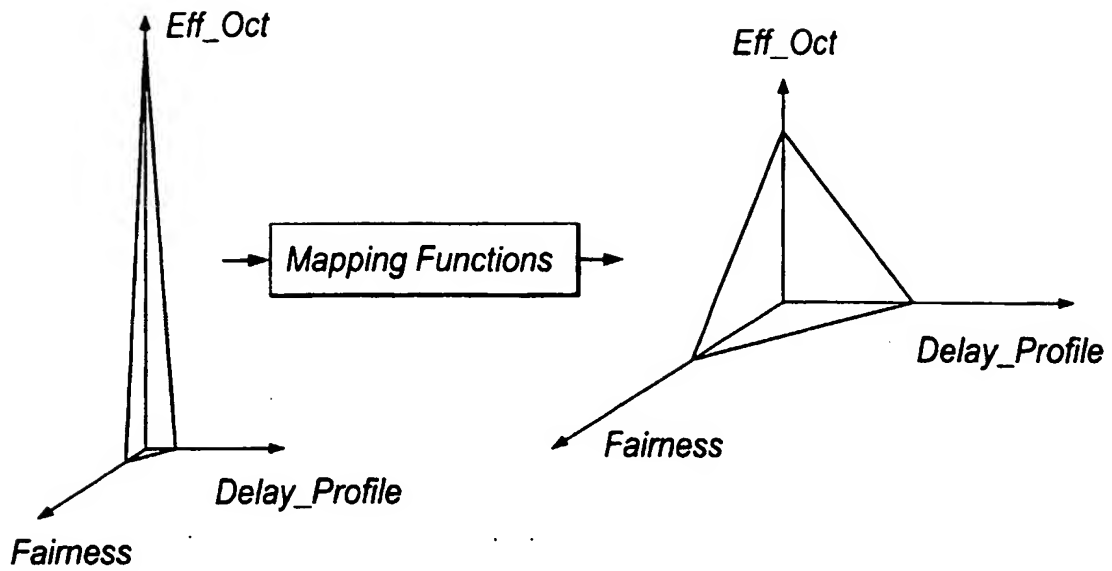 Eff_Oct
Eff_Oct
Mapping Functions
Delay_Profile
Fairness
Delay_Profile
Fairness